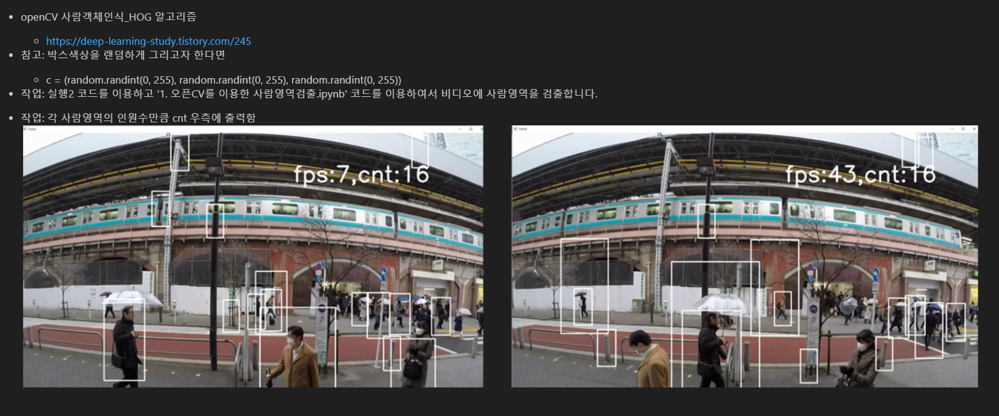 openCV 사람객체인식_HOG 알고리즘
https://deep-learning-study.tistory.com/245
참고: 박스색상을 랜덤하게 그리고자 한다면
c = (random.randint(0, 255), random.randint(0, 255), random.randint(0, 255))
작업: 실행2 코드를 이용하고 '1. 오픈CV를 이용한 사람영역검출.ipynb' 코드를 이용하여서 비디오에 사람영역을 검출합니다.
작업: 각 사람영역의 인원수만큼 cnt 우측에 출력함
frame
fps:7,cnt:16
frame
fps:43,cnt:16